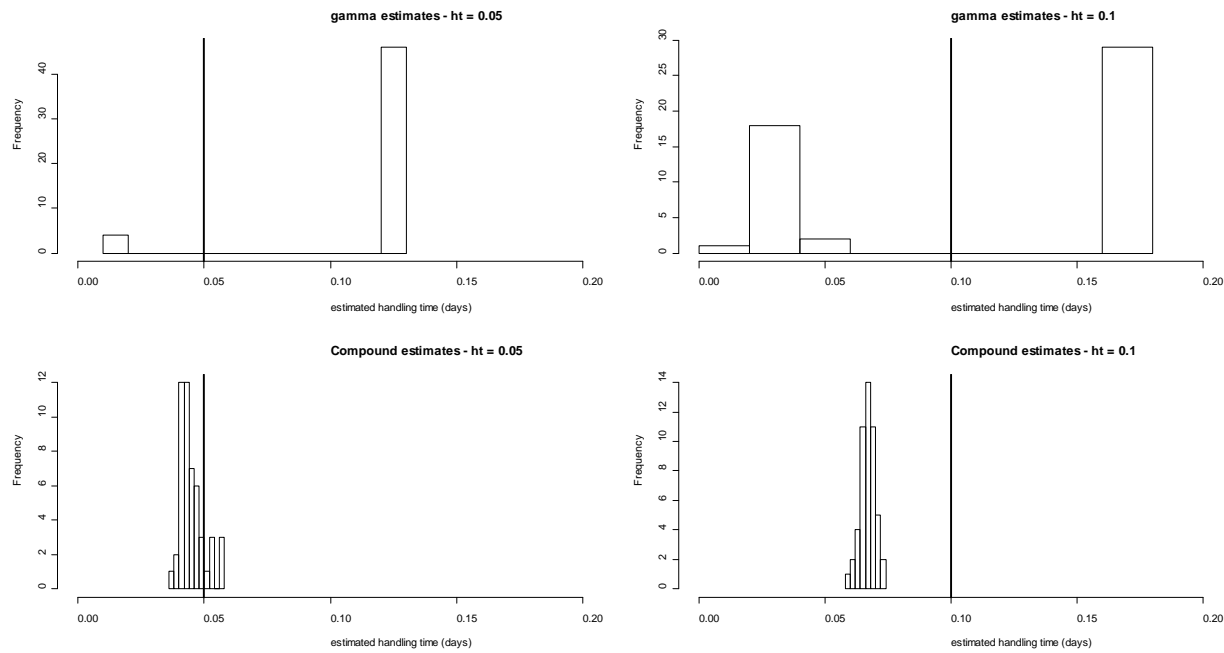 gamma estimates - ht = 0.05
Frequency
40
30
20
10
0
0.00 0.05 0.10 0.15 0.20
estimated handling time (days)
gamma estimates - ht = 0.1
Frequency
30
25
20
15
10
5
0
0.00 0.05 0.10 0.15 0.20
estimated handling time (days)
Compound estimates - ht = 0.05
Frequency
12
10
8
6
4
2
0
0.00 0.05 0.10 0.15 0.20
estimated handling time (days)
Compound estimates - ht = 0.1
Frequency
14
12
10
8
6
4
2
0
0.00 0.05 0.10 0.15 0.20
estimated handling time (days)